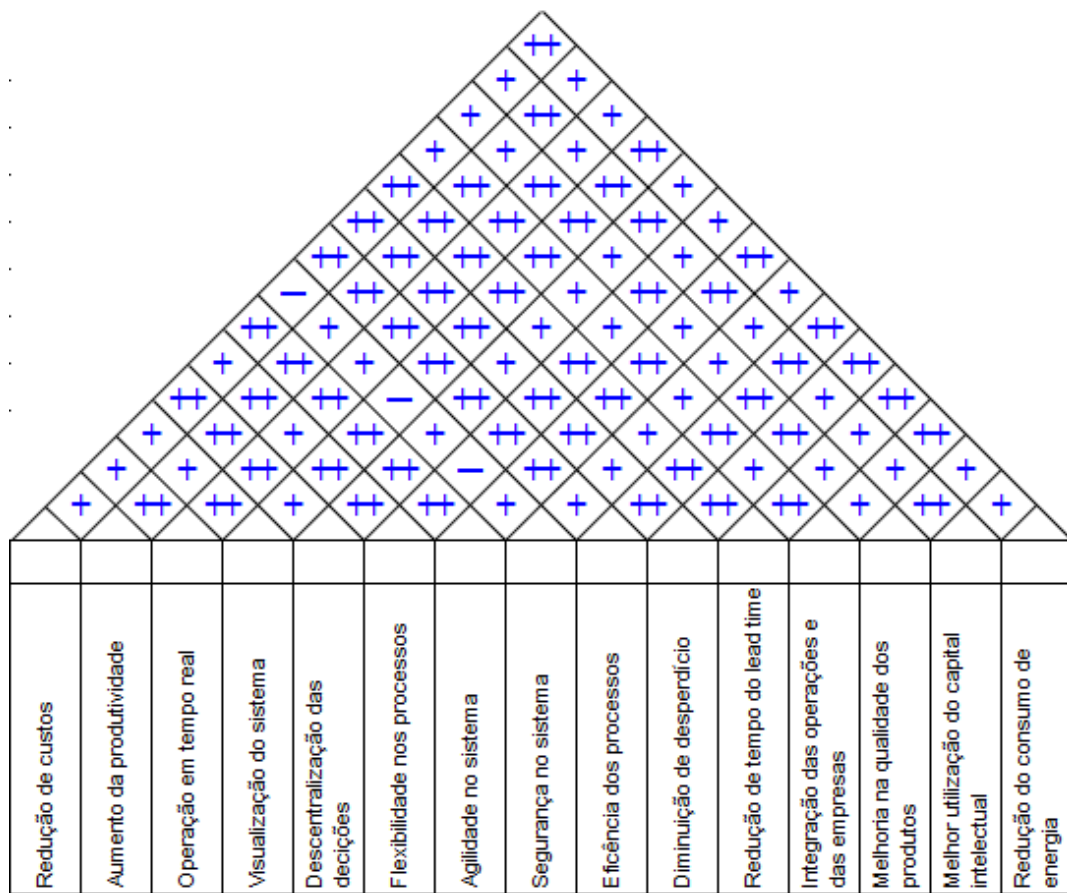 ++
+ +
+ ++ +
+ + + ++
++ ++ ++ ++ +
++ ++ ++ ++ ++ +
++ ++ ++ ++ + + ++
− ++ ++ ++ + ++ ++ +
++ + ++ ++ + + + + ++
+ ++ + ++ + ++ ++ + ++ ++
++ ++ ++ − ++ ++ ++ + ++ + ++
+ ++ + ++ + ++ ++ + ++ ++ + ++
+ + ++ ++ ++ − ++ + ++ + + + +
+ ++ ++ + ++ ++ + + ++ ++ ++ + ++ +
Redução de custos
Aumento da produtividade
Operação em tempo real
Visualização do sistema
Descentralização das
decições
Flexibilidade nos processos
Agilidade no sistema
Segurança no sistema
Eficência dos processos
Diminuição de desperdício
Redução de tempo do lead time
Integração das operações e
das empresas
Melhoria na qualidade dos
produtos
Melhor utilização do capital
intelectual
Redução do consumo de
energia